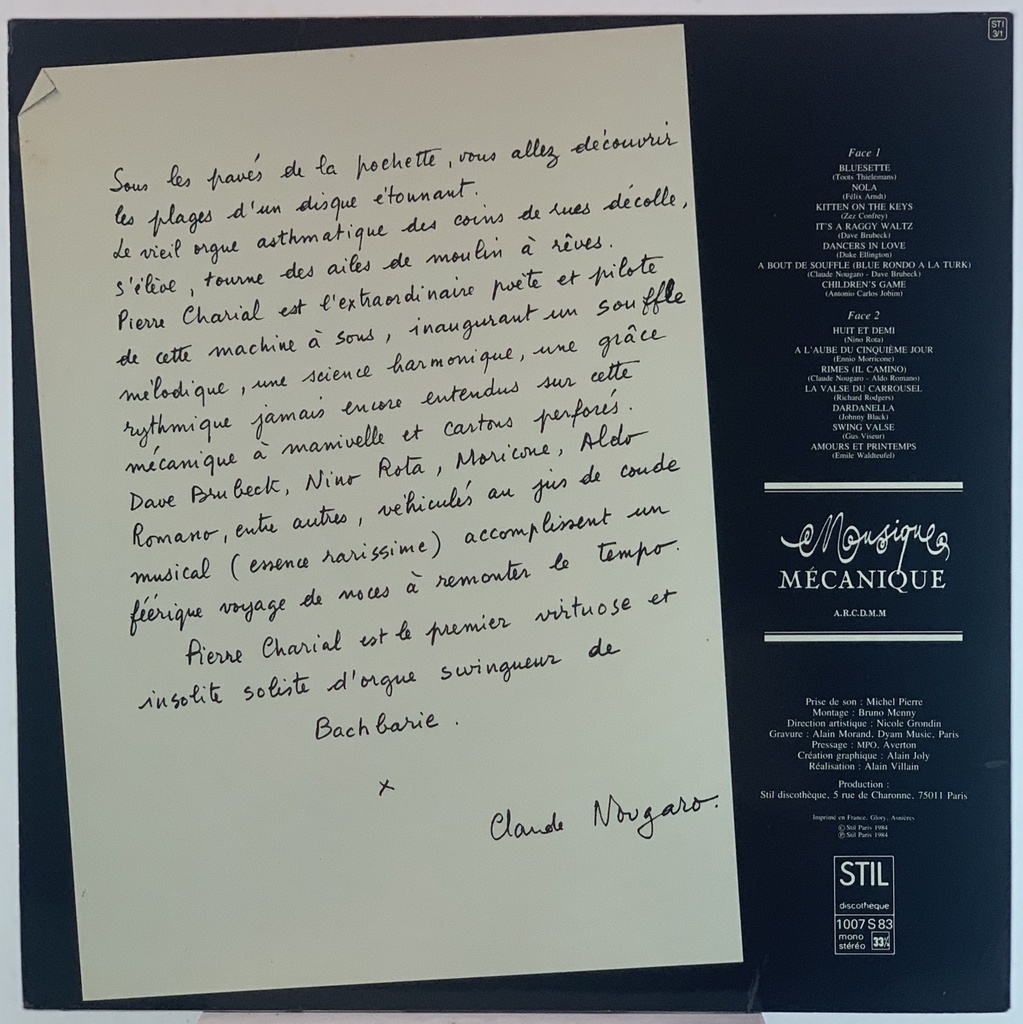 Sous les pavés de la pochette, vous allez découvrir
les plages d'un disque étonnant.
Le vieil orgue asthmatique des coins de rues décolle,
s'élève, tourne des ailes de moulin à rêves.
Pierre Charial est l'extraordinaire poète et pilote
de cette machine à sons, inaugurant un souffle
mélodique, une science harmonique, une grâce
rythmique jamais encore entendus sur cette
mécanique à manivelle et cartons perforés.
Dave Brubeck, Nino Rota, Moricone, Aldo
Romano, entre autres, véhiculés au jus de coude
musical (essence rarissime) accomplissent un
féérique voyage de noces à remonter le tempo.
Pierre Charial est le premier virtuose et
insolite soliste d'orgue swingueur de
Bachbarie.
x
Claude Nougaro.
STI
3/1
Face 1
BLUESETTE
(Toots Thielemans)
NOLA
(Félix Arndt)
KITTEN ON THE KEYS
(Zez Confrey)
IT'S A RAGGY WALTZ
(Dave Brubeck)
DANCERS IN LOVE
(Duke Ellington)
A BOUT DE SOUFFLE (BLUE RONDO A LA TURK)
(Claude Nougaro - Dave Brubeck)
CHILDREN'S GAME
(Antonio Carlos Jobim)
Face 2
HUIT ET DEMI
(Nino Rota)
A L'AUBE DU CINQUIÈME JOUR
(Ennio Morricone)
RIMES (IL CAMINO)
(Claude Nougaro - Aldo Romano)
LA VALSE DU CARROUSEL
(Richard Rodgers)
DARDANELLA
(Johnny Black)
SWING VALSE
(Gus Viseur)
AMOURS ET PRINTEMPS
(Emile Waldteufel)
Musique
MÉCANIQUE
A.R.C.D.M.M
Prise de son : Michel Pierre
Montage : Bruno Menny
Direction artistique : Nicole Grondin
Gravure : Alain Morand, Dyam Music, Paris
Pressage : MPO, Averton
Création graphique : Alain Joly
Réalisation : Alain Villain
Production :
Stil discothèque, 5 rue de Charonne, 75011 Paris
Imprimé en France, Glory, Asnières
© Stil Paris 1984
℗ Stil Paris 1984
STIL
discothèque
1007 S 83
mono
stéréo
33⅓